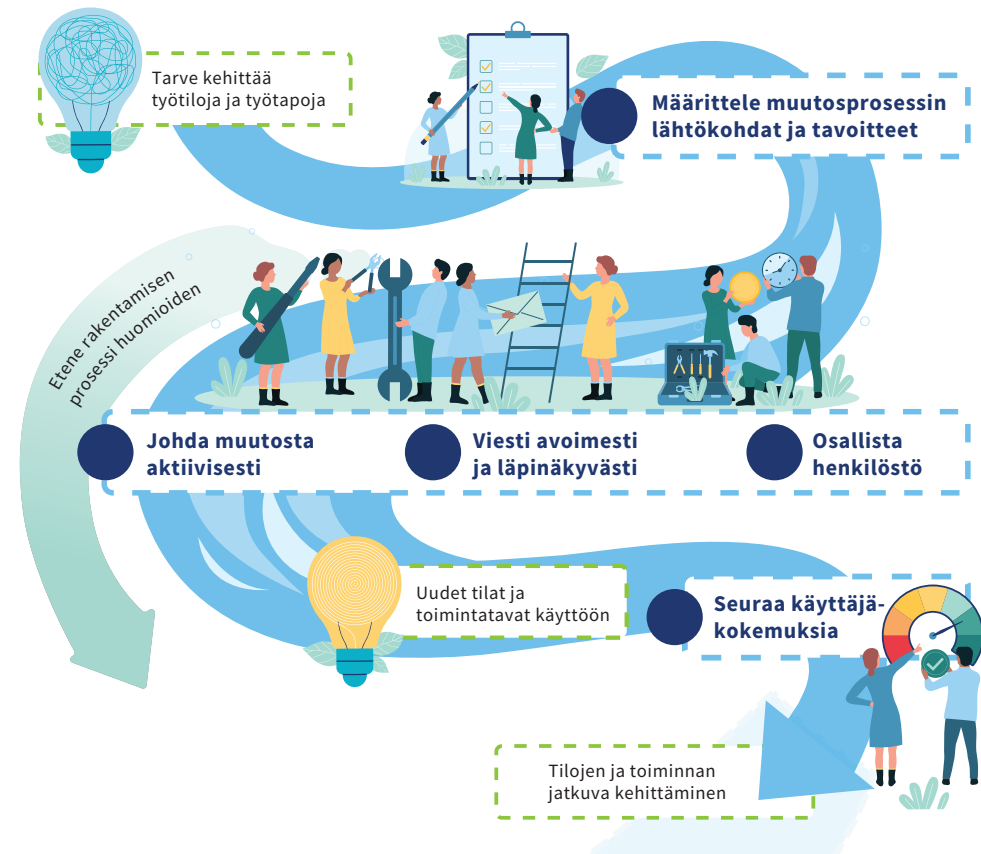 Tarve kehittää
työtiloja ja työtapoja
Määrittele muutosprosessin
lähtökohdat ja tavoitteet
Etene rakentamisen
prosessi huomioiden
Johda muutosta
aktiivisesti
Viesti avoimesti
ja läpinäkyvästi
Osallista
henkilöstö
Uudet tilat ja
toimintatavat käyttöön
Seuraa käyttäjä-
kokemuksia
Tilojen ja toiminnan
jatkuva kehittäminen